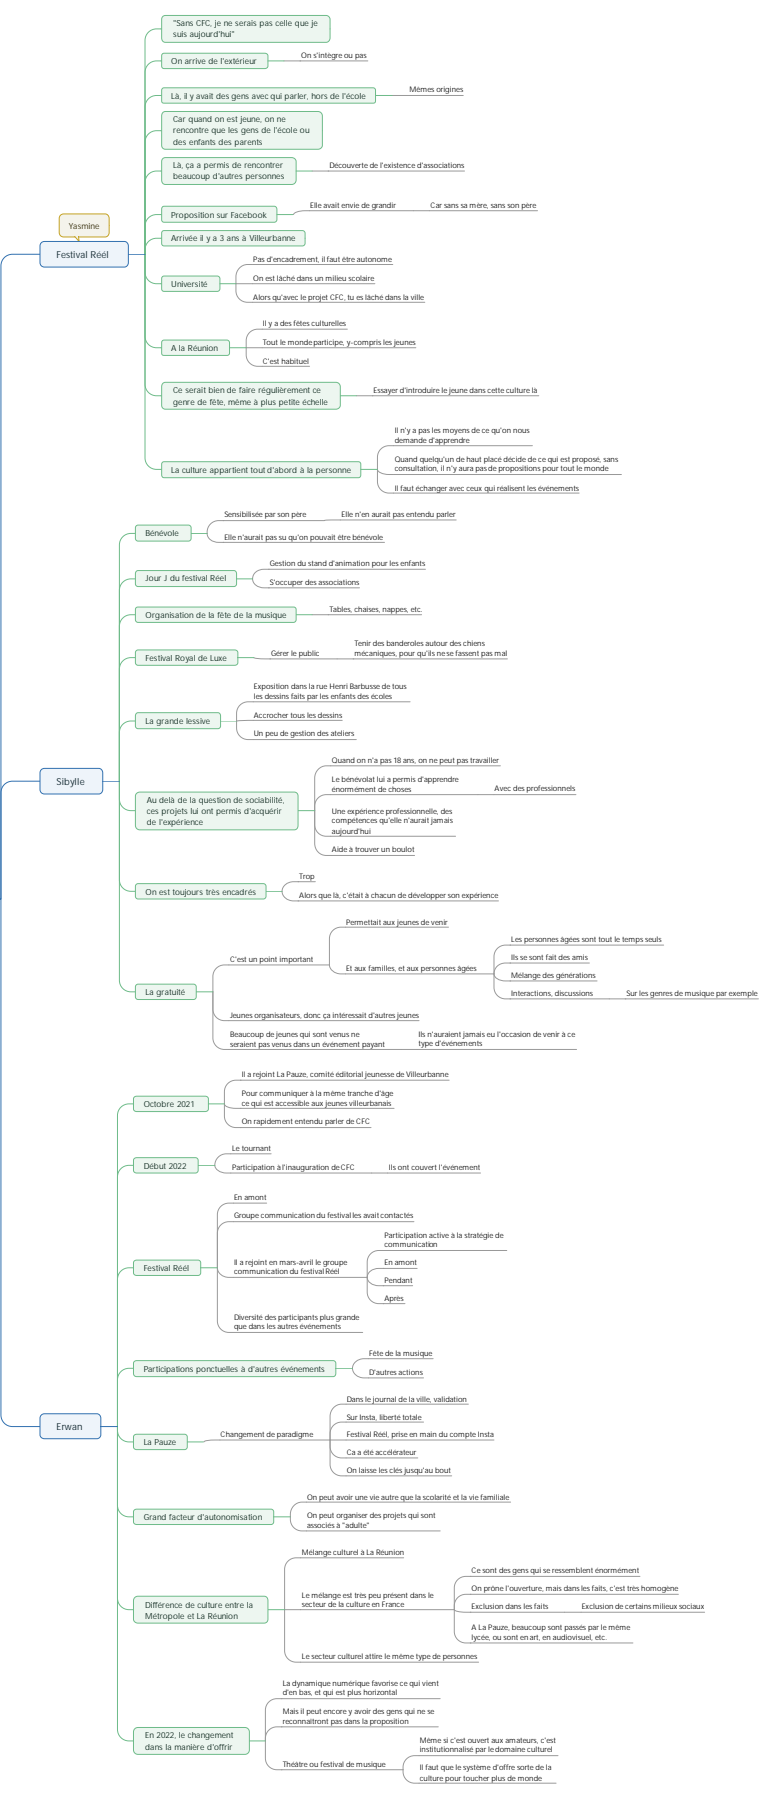 "Sans CFC, je ne serais pas celle que je
suis aujourd'hui"
On arrive de l'extérieur
On s'intègre ou pas
Là, il y avait des gens avec qui parler, hors de l'école
Mêmes origines
Car quand on est jeune, on ne
rencontre que les gens de l'école ou
des enfants des parents
Là, ça a permis de rencontrer
beaucoup d'autres personnes
Découverte de l'existence d'associations
Proposition sur Facebook
Elle avait envie de grandir
Car sans sa mère, sans son père
Yasmine
Festival Réél
Arrivée il y a 3 ans à Villeurbanne
Université
Pas d'encadrement, il faut être autonome
On est lâché dans un milieu scolaire
Alors qu'avec le projet CFC, tu es lâché dans la ville
A la Réunion
Il y a des fêtes culturelles
Tout le monde participe, y-compris les jeunes
C'est habituel
Ce serait bien de faire régulièrement ce
genre de fête, même à plus petite échelle
Essayer d'introduire le jeune dans cette culture là
La culture appartient tout d'abord à la personne
Il n'y a pas les moyens de ce qu'on nous
demande d'apprendre
Quand quelqu'un de haut placé décide de ce qui est proposé, sans
consultation, il n'y aura pas de propositions pour tout le monde
Il faut échanger avec ceux qui réalisent les événements
Sibylle
Bénévole
Sensibilisée par son père
Elle n'en aurait pas entendu parler
Elle n'aurait pas su qu'on pouvait être bénévole
Jour J du festival Réel
Gestion du stand d'animation pour les enfants
S'occuper des associations
Organisation de la fête de la musique
Tables, chaises, nappes, etc.
Festival Royal de Luxe
Gérer le public
Tenir des banderoles autour des chiens
mécaniques, pour qu'ils ne se fassent pas mal
La grande lessive
Exposition dans la rue Henri Barbusse de tous
les dessins faits par les enfants des écoles
Accrocher tous les dessins
Un peu de gestion des ateliers
Au delà de la question de sociabilité,
ces projets lui ont permis d'acquérir
de l'expérience
Quand on n'a pas 18 ans, on ne peut pas travailler
Le bénévolat lui a permis d'apprendre
énormément de choses
Avec des professionnels
Une expérience professionnelle, des
compétences qu'elle n'aurait jamais
aujourd'hui
Aide à trouver un boulot
On est toujours très encadrés
Trop
Alors que là, c'était à chacun de développer son expérience
La gratuité
C'est un point important
Permettait aux jeunes de venir
Et aux familles, et aux personnes âgées
Les personnes âgées sont tout le temps seuls
Ils se sont fait des amis
Mélange des générations
Interactions, discussions
Sur les genres de musique par exemple
Jeunes organisateurs, donc ça intéressait d'autres jeunes
Beaucoup de jeunes qui sont venus ne
seraient pas venus dans un événement payant
Ils n'auraient jamais eu l'occasion de venir à ce
type d'événements
Erwan
Octobre 2021
Il a rejoint La Pauze, comité éditorial jeunesse de Villeurbanne
Pour communiquer à la même tranche d'âge
ce qui est accessible aux jeunes villeurbanais
On rapidement entendu parler de CFC
Début 2022
Le tournant
Participation à l'inauguration de CFC
Ils ont couvert l'événement
Festival Réél
En amont
Groupe communication du festival les avait contactés
Il a rejoint en mars-avril le groupe
communication du festival Réél
Participation active à la stratégie de
communication
En amont
Pendant
Après
Diversité des participants plus grande
que dans les autres événements
Participations ponctuelles à d'autres événements
Fête de la musique
D'autres actions
La Pauze
Changement de paradigme
Dans le journal de la ville, validation
Sur Insta, liberté totale
Festival Réél, prise en main du compte Insta
Ca a été accélérateur
On laisse les clés jusqu'au bout
Grand facteur d'autonomisation
On peut avoir une vie autre que la scolarité et la vie familiale
On peut organiser des projets qui sont
associés à "adulte"
Différence de culture entre la
Métropole et La Réunion
Mélange culturel à La Réunion
Le mélange est très peu présent dans le
secteur de la culture en France
Ce sont des gens qui se ressemblent énormément
On prône l'ouverture, mais dans les faits, c'est très homogène
Exclusion dans les faits
Exclusion de certains milieux sociaux
A La Pauze, beaucoup sont passés par le même
lycée, ou sont en art, en audiovisuel, etc.
Le secteur culturel attire le même type de personnes
En 2022, le changement
dans la manière d'offrir
La dynamique numérique favorise ce qui vient
d'en bas, et qui est plus horizontal
Mais il peut encore y avoir des gens qui ne se
reconnaitront pas dans la proposition
Théâtre ou festival de musique
Même si c'est ouvert aux amateurs, c'est
institutionnalisé par le domaine culturel
Il faut que le système d'offre sorte de la
culture pour toucher plus de monde